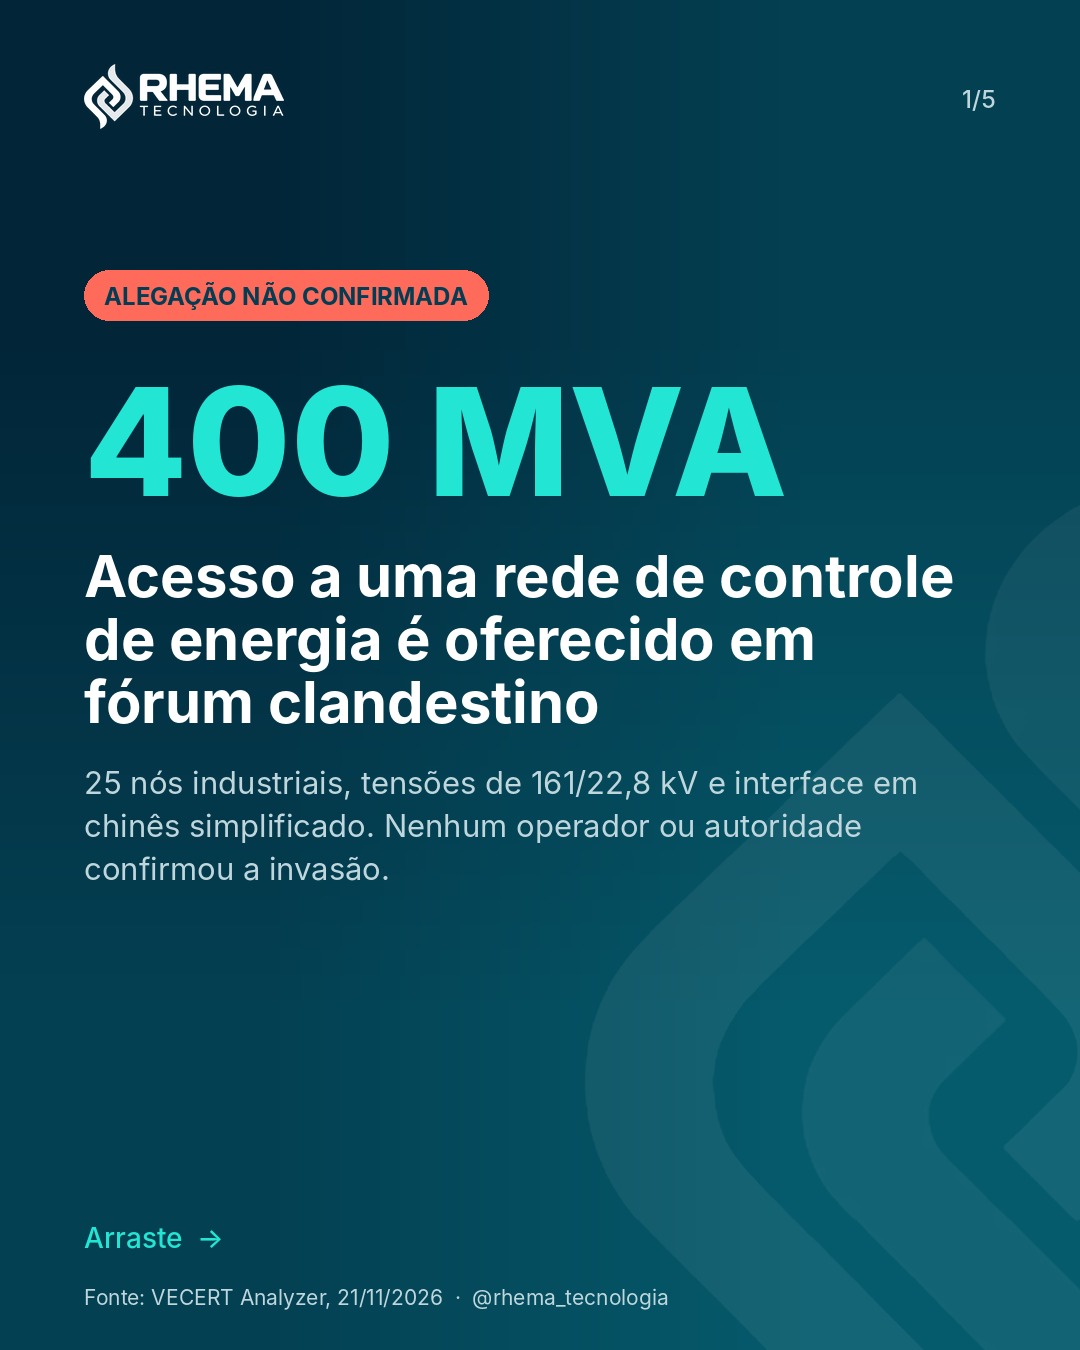 RHEMA
TECNOLOGIA
1/5
ALEGAÇÃO NÃO CONFIRMADA
400 MVA
Acesso a uma rede de controle
de energia é oferecido em
fórum clandestino
25 nós industriais, tensões de 161/22,8 kV e interface em
chinês simplificado. Nenhum operador ou autoridade
confirmou a invasão.
Arraste →
Fonte: VECERT Analyzer, 21/11/2026 · @rhema_tecnologia